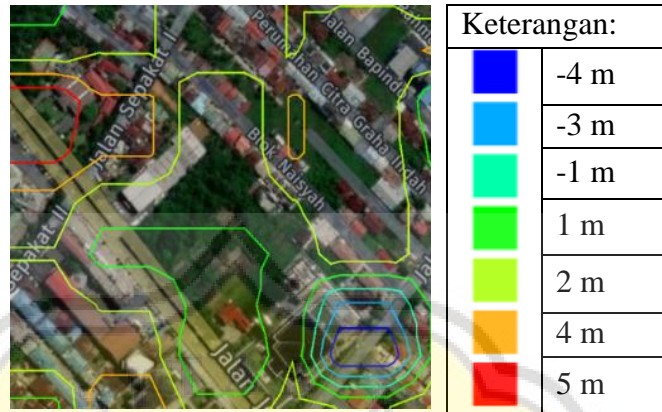 Jalan Sepakat II
Perumahan Citra Graha Indah
Jalan Bapindo
Blok Naisyah
Sepakat II
Jalan
Keterangan:
-4 m
-3 m
-1 m
1 m
2 m
4 m
5 m